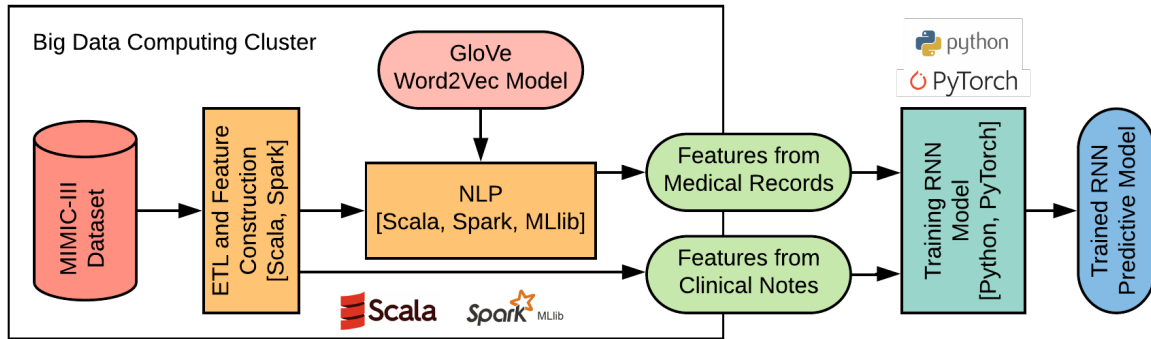 Big Data Computing Cluster
GloVe
Word2Vec Model
MIMIC-III
Dataset
ETL and Feature
Construction
[Scala, Spark]
NLP
[Scala, Spark, MLlib]
Features from
Medical Records
Features from
Clinical Notes
Scala
Spark MLlib
python
PyTorch
Training RNN
Model
[Python, PyTorch]
Trained RNN
Predictive Model